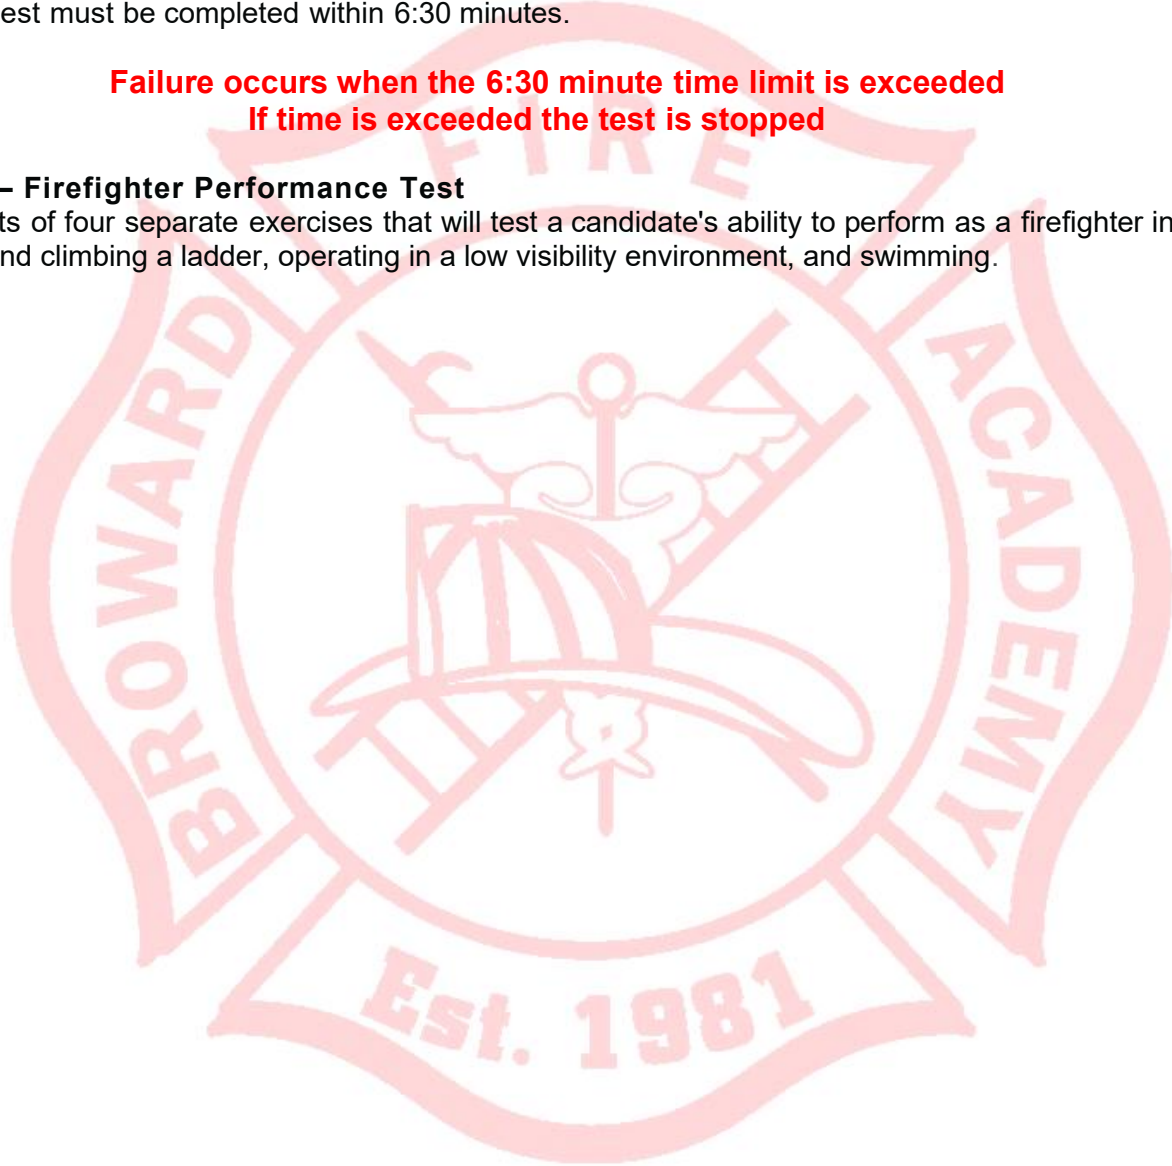 est must be completed within 6:30 minutes.
Failure occurs when the 6:30 minute time limit is exceeded
If time is exceeded the test is stopped
– Firefighter Performance Test
ts of four separate exercises that will test a candidate's ability to perform as a firefighter in
nd climbing a ladder, operating in a low visibility environment, and swimming.
FIRE
BROWARD
ACADEMY
Est. 1981